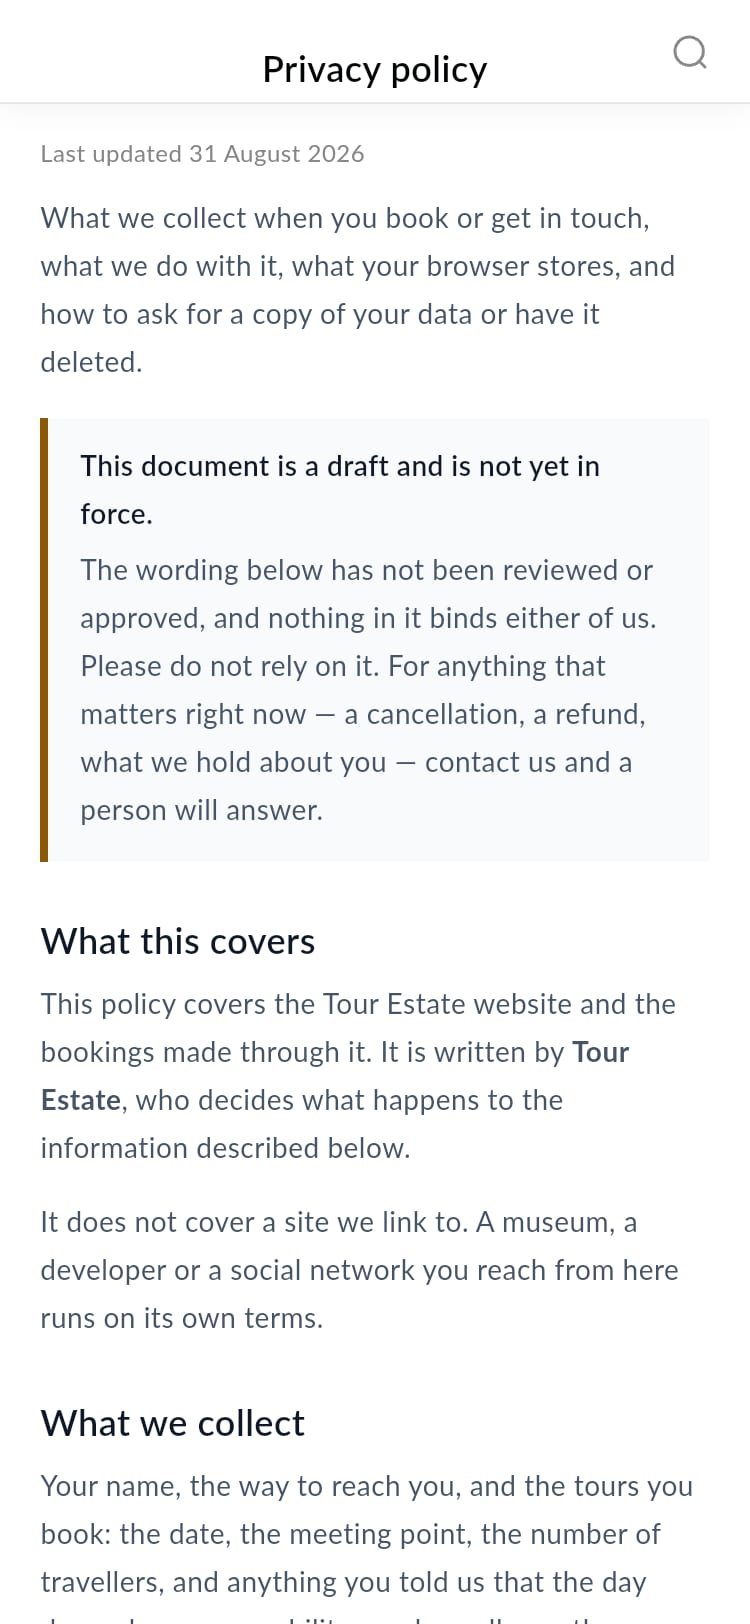 Privacy policy
Last updated 31 August 2026
What we collect when you book or get in touch,
what we do with it, what your browser stores, and
how to ask for a copy of your data or have it
deleted.
This document is a draft and is not yet in
force.
The wording below has not been reviewed or
approved, and nothing in it binds either of us.
Please do not rely on it. For anything that
matters right now — a cancellation, a refund,
what we hold about you — contact us and a
person will answer.
What this covers
This policy covers the Tour Estate website and the
bookings made through it. It is written by Tour
Estate, who decides what happens to the
information described below.
It does not cover a site we link to. A museum, a
developer or a social network you reach from here
runs on its own terms.
What we collect
Your name, the way to reach you, and the tours you
book: the date, the meeting point, the number of
travellers, and anything you told us that the day